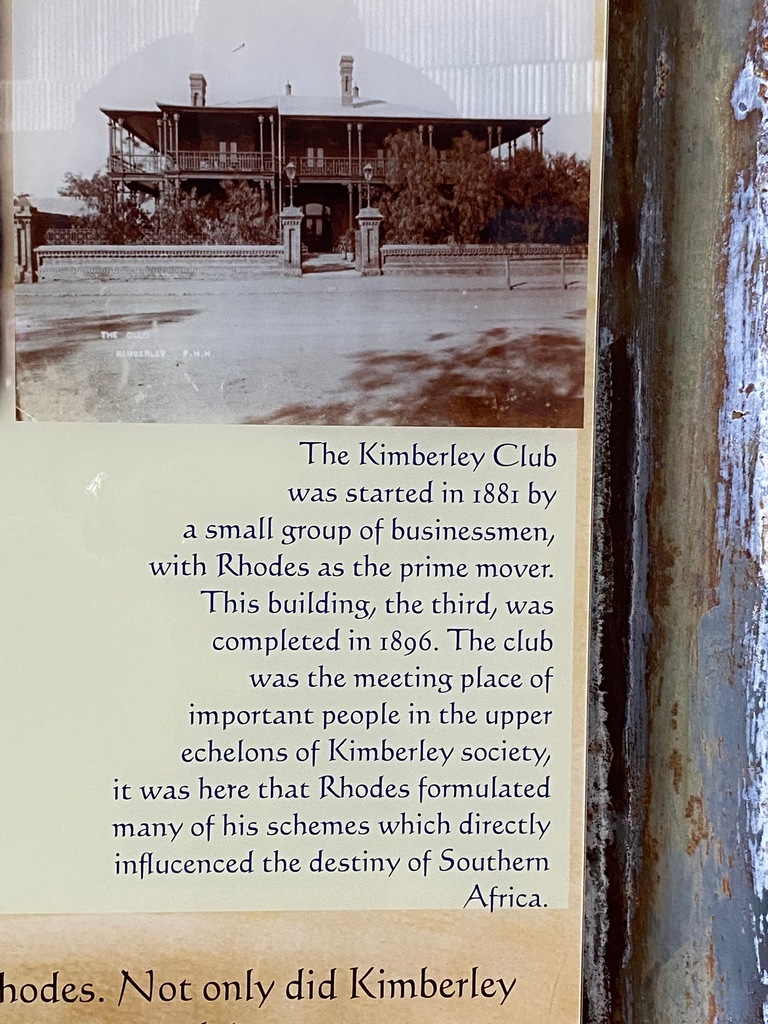 THE CLUB
KIMBERLEY F.H.H.
The Kimberley Club
was started in 1881 by
a small group of businessmen,
with Rhodes as the prime mover.
This building, the third, was
completed in 1896. The club
was the meeting place of
important people in the upper
echelons of Kimberley society,
it was here that Rhodes formulated
many of his schemes which directly
influcenced the destiny of Southern
Africa.
hodes. Not only did Kimberley